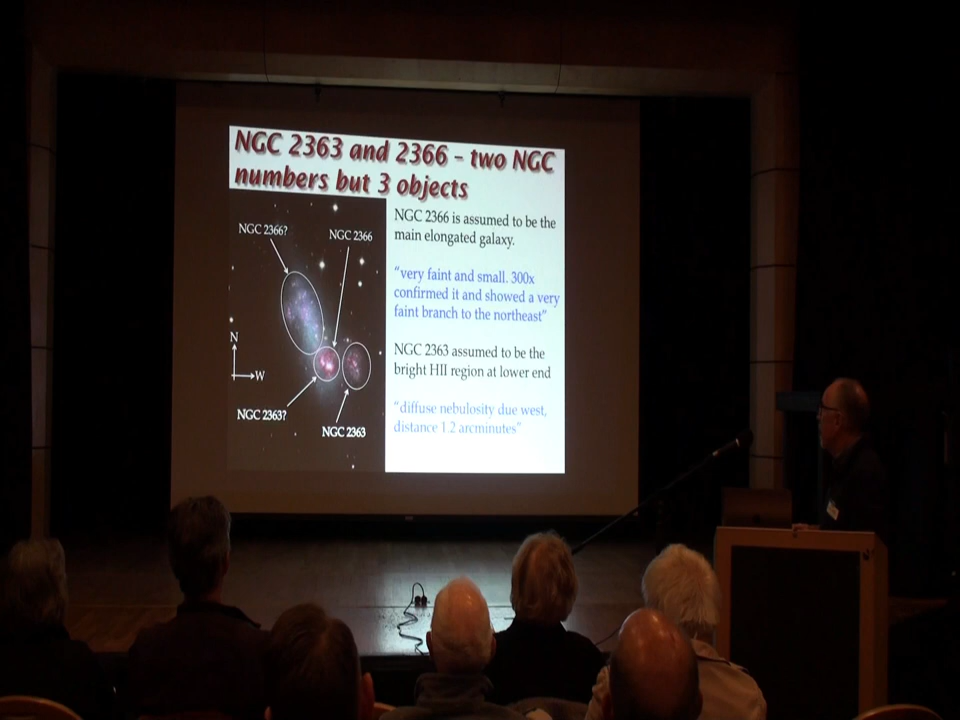 NGC 2363 and 2366 – two NGC
numbers but 3 objects
NGC 2366?
NGC 2366
N
W
NGC 2363?
NGC 2363
NGC 2366 is assumed to be the
main elongated galaxy.
“very faint and small. 300x
confirmed it and showed a very
faint branch to the northeast”
NGC 2363 assumed to be the
bright HII region at lower end
“diffuse nebulosity due west,
distance 1.2 arcminutes”